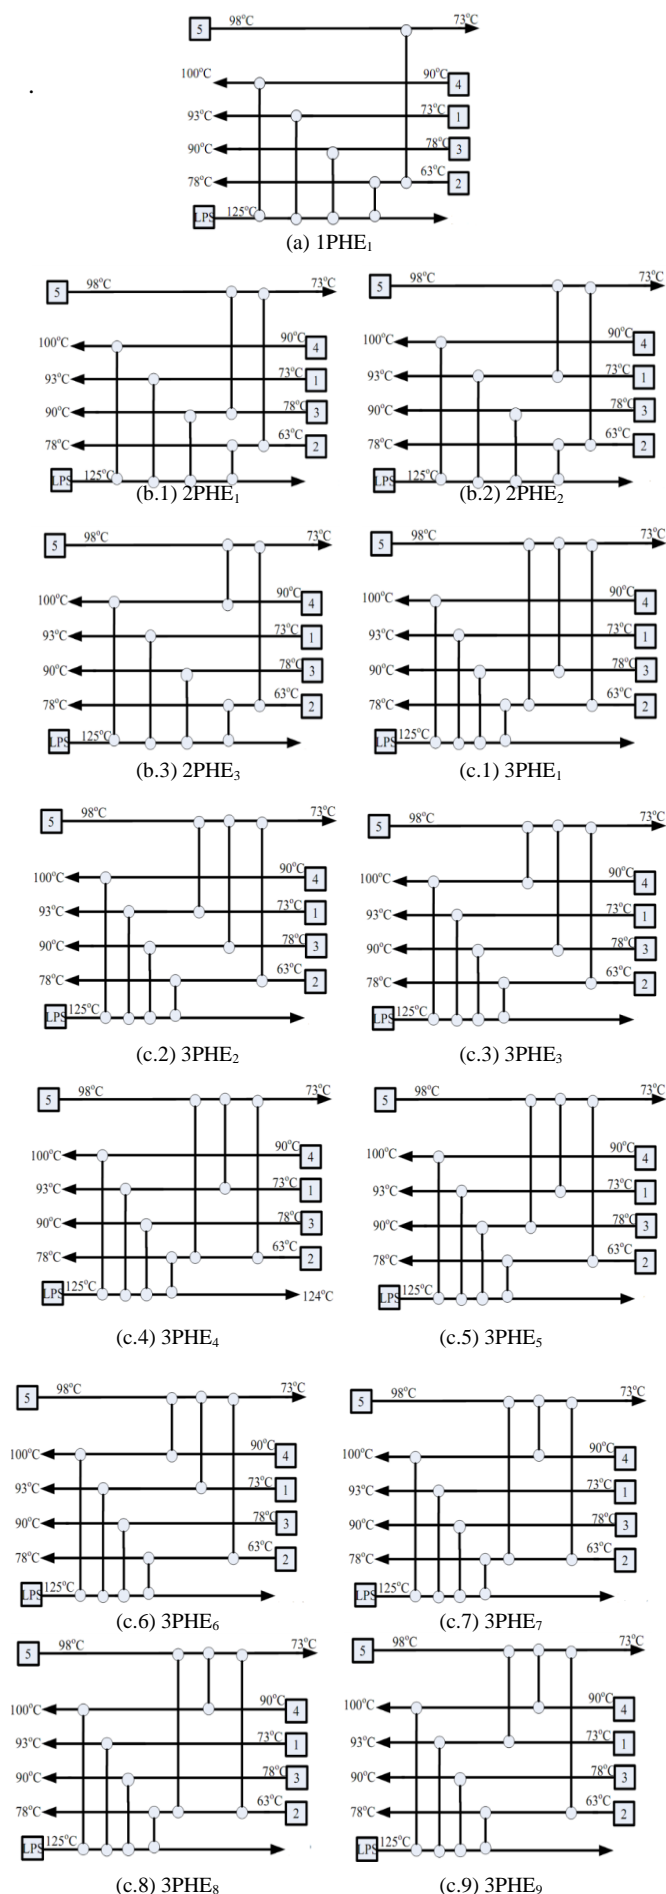 5 98°C 73°C
100°C 90°C 4
93°C 73°C 1
90°C 78°C 3
78°C 63°C 2
LPS 125°C
(a) 1PHE₁
5 98°C 73°C
100°C 90°C 4
93°C 73°C 1
90°C 78°C 3
78°C 63°C 2
LPS 125°C
(b.1) 2PHE₁
5 98°C 73°C
100°C 90°C 4
93°C 73°C 1
90°C 78°C 3
78°C 63°C 2
LPS 125°C
(b.2) 2PHE₂
5 98°C 73°C
100°C 90°C 4
93°C 73°C 1
90°C 78°C 3
78°C 63°C 2
LPS 125°C
(b.3) 2PHE₃
5 98°C 73°C
100°C 90°C 4
93°C 73°C 1
90°C 78°C 3
78°C 63°C 2
LPS 125°C
(c.1) 3PHE₁
5 98°C 73°C
100°C 90°C 4
93°C 73°C 1
90°C 78°C 3
78°C 63°C 2
LPS 125°C
(c.2) 3PHE₂
5 98°C 73°C
100°C 90°C 4
93°C 73°C 1
90°C 78°C 3
78°C 63°C 2
LPS 125°C
(c.3) 3PHE₃
5 98°C 73°C
100°C 90°C 4
93°C 73°C 1
90°C 78°C 3
78°C 63°C 2
LPS 125°C 124°C
(c.4) 3PHE₄
5 98°C 73°C
100°C 90°C 4
93°C 73°C 1
90°C 78°C 3
78°C 63°C 2
LPS 125°C
(c.5) 3PHE₅
5 98°C 73°C
100°C 90°C 4
93°C 73°C 1
90°C 78°C 3
78°C 63°C 2
LPS 125°C
(c.6) 3PHE₆
5 98°C 73°C
100°C 90°C 4
93°C 73°C 1
90°C 78°C 3
78°C 63°C 2
LPS 125°C
(c.7) 3PHE₇
5 98°C 73°C
100°C 90°C 4
93°C 73°C 1
90°C 78°C 3
78°C 63°C 2
LPS 125°C
(c.8) 3PHE₈
5 98°C 73°C
100°C 90°C 4
93°C 73°C 1
90°C 78°C 3
78°C 63°C 2
LPS 125°C
(c.9) 3PHE₉